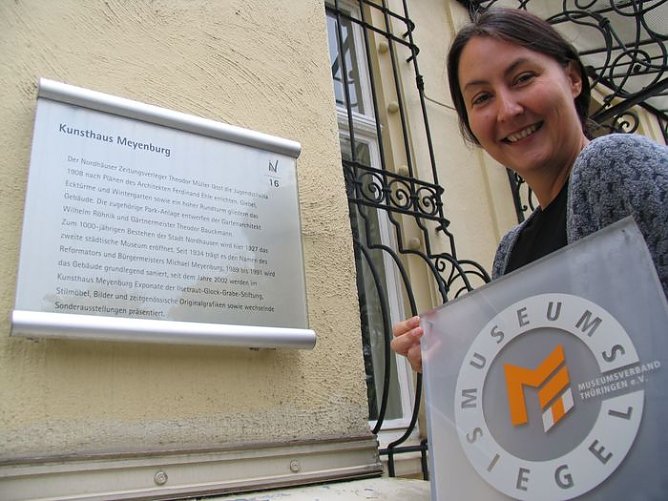 Kunsthaus Meyenburg
N
16
Der Nordhäuser Zeitungsverleger Theodor Müller lässt die Jugendstilvilla
1908 nach Plänen des Architekten Ferdinand Ehle errichten. Giebel,
Ecktürme und Wintergarten sowie ein hoher Rundturm gliedern das
Gebäude. Die zugehörige Park-Anlage entwerfen der Gartenarchitekt
Wilhelm Röhnik und Gärtnermeister Theodor Bauckmann.
Zum 1000-jährigen Bestehen der Stadt Nordhausen wird hier 1927 das
zweite städtische Museum eröffnet. Seit 1934 trägt es den Namen des
Reformators und Bürgermeisters Michael Meyenburg, 1989 bis 1991 wird
das Gebäude grundlegend saniert, seit dem Jahre 2002 werden im
Kunsthaus Meyenburg Exponate der Ilsetraut-Glock-Grabe-Stiftung,
Stilmöbel, Bilder und zeitgenössische Originalgrafiken sowie wechselnde
Sonderausstellungen präsentiert.
MUSEUMS
MUSEUMSVERBAND
THÜRINGEN e.V.
SIEGEL